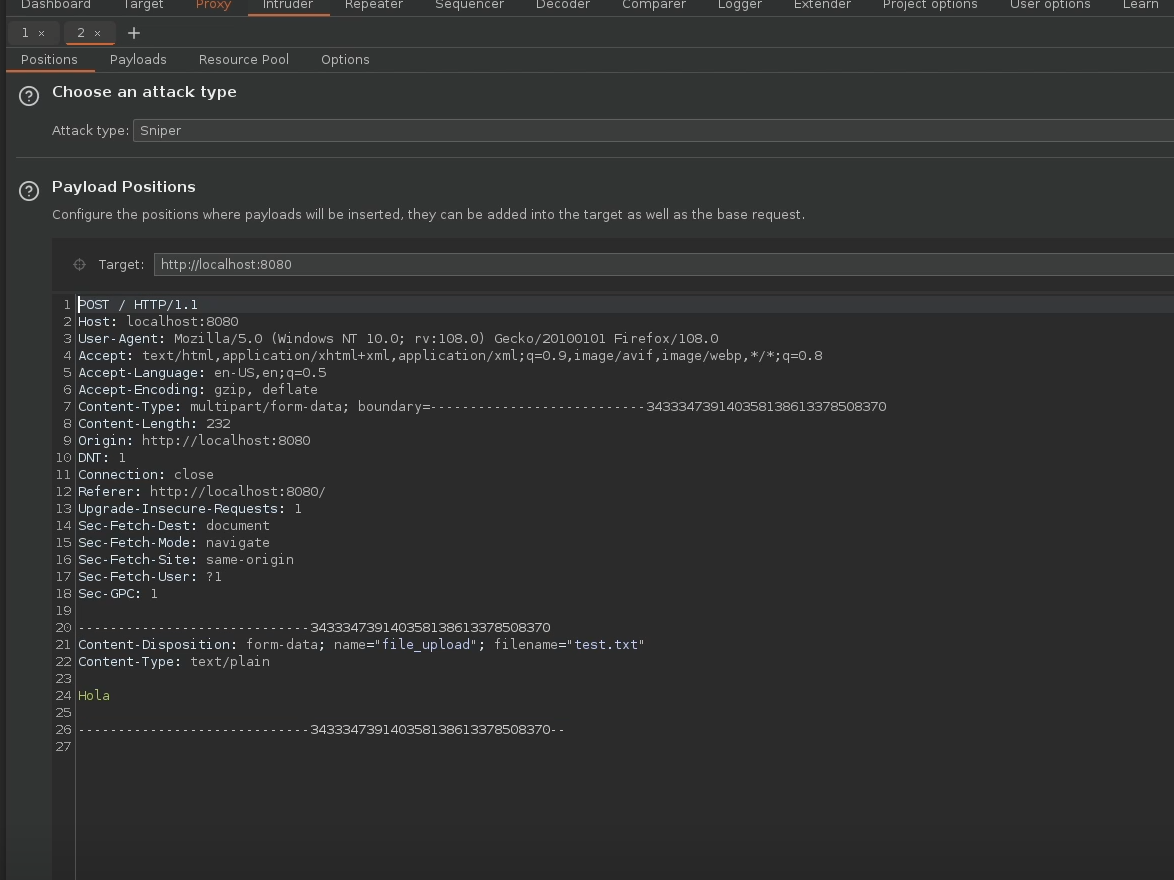 Dashboard Target Proxy Intruder Repeater Sequencer Decoder Comparer Logger Extender Project options User options Learn
1 × 2 × +
Positions Payloads Resource Pool Options
? Choose an attack type
Attack type: Sniper
? Payload Positions
Configure the positions where payloads will be inserted, they can be added into the target as well as the base request.
Target: http://localhost:8080
1 POST / HTTP/1.1
2 Host: localhost:8080
3 User-Agent: Mozilla/5.0 (Windows NT 10.0; rv:108.0) Gecko/20100101 Firefox/108.0
4 Accept: text/html,application/xhtml+xml,application/xml;q=0.9,image/avif,image/webp,*/*;q=0.8
5 Accept-Language: en-US,en;q=0.5
6 Accept-Encoding: gzip, deflate
7 Content-Type: multipart/form-data; boundary=---------------------------343334739140358138613378508370
8 Content-Length: 232
9 Origin: http://localhost:8080
10 DNT: 1
11 Connection: close
12 Referer: http://localhost:8080/
13 Upgrade-Insecure-Requests: 1
14 Sec-Fetch-Dest: document
15 Sec-Fetch-Mode: navigate
16 Sec-Fetch-Site: same-origin
17 Sec-Fetch-User: ?1
18 Sec-GPC: 1
19
20 -----------------------------343334739140358138613378508370
21 Content-Disposition: form-data; name="file_upload"; filename="test.txt"
22 Content-Type: text/plain
23
24 Hola
25
26 -----------------------------343334739140358138613378508370--
27